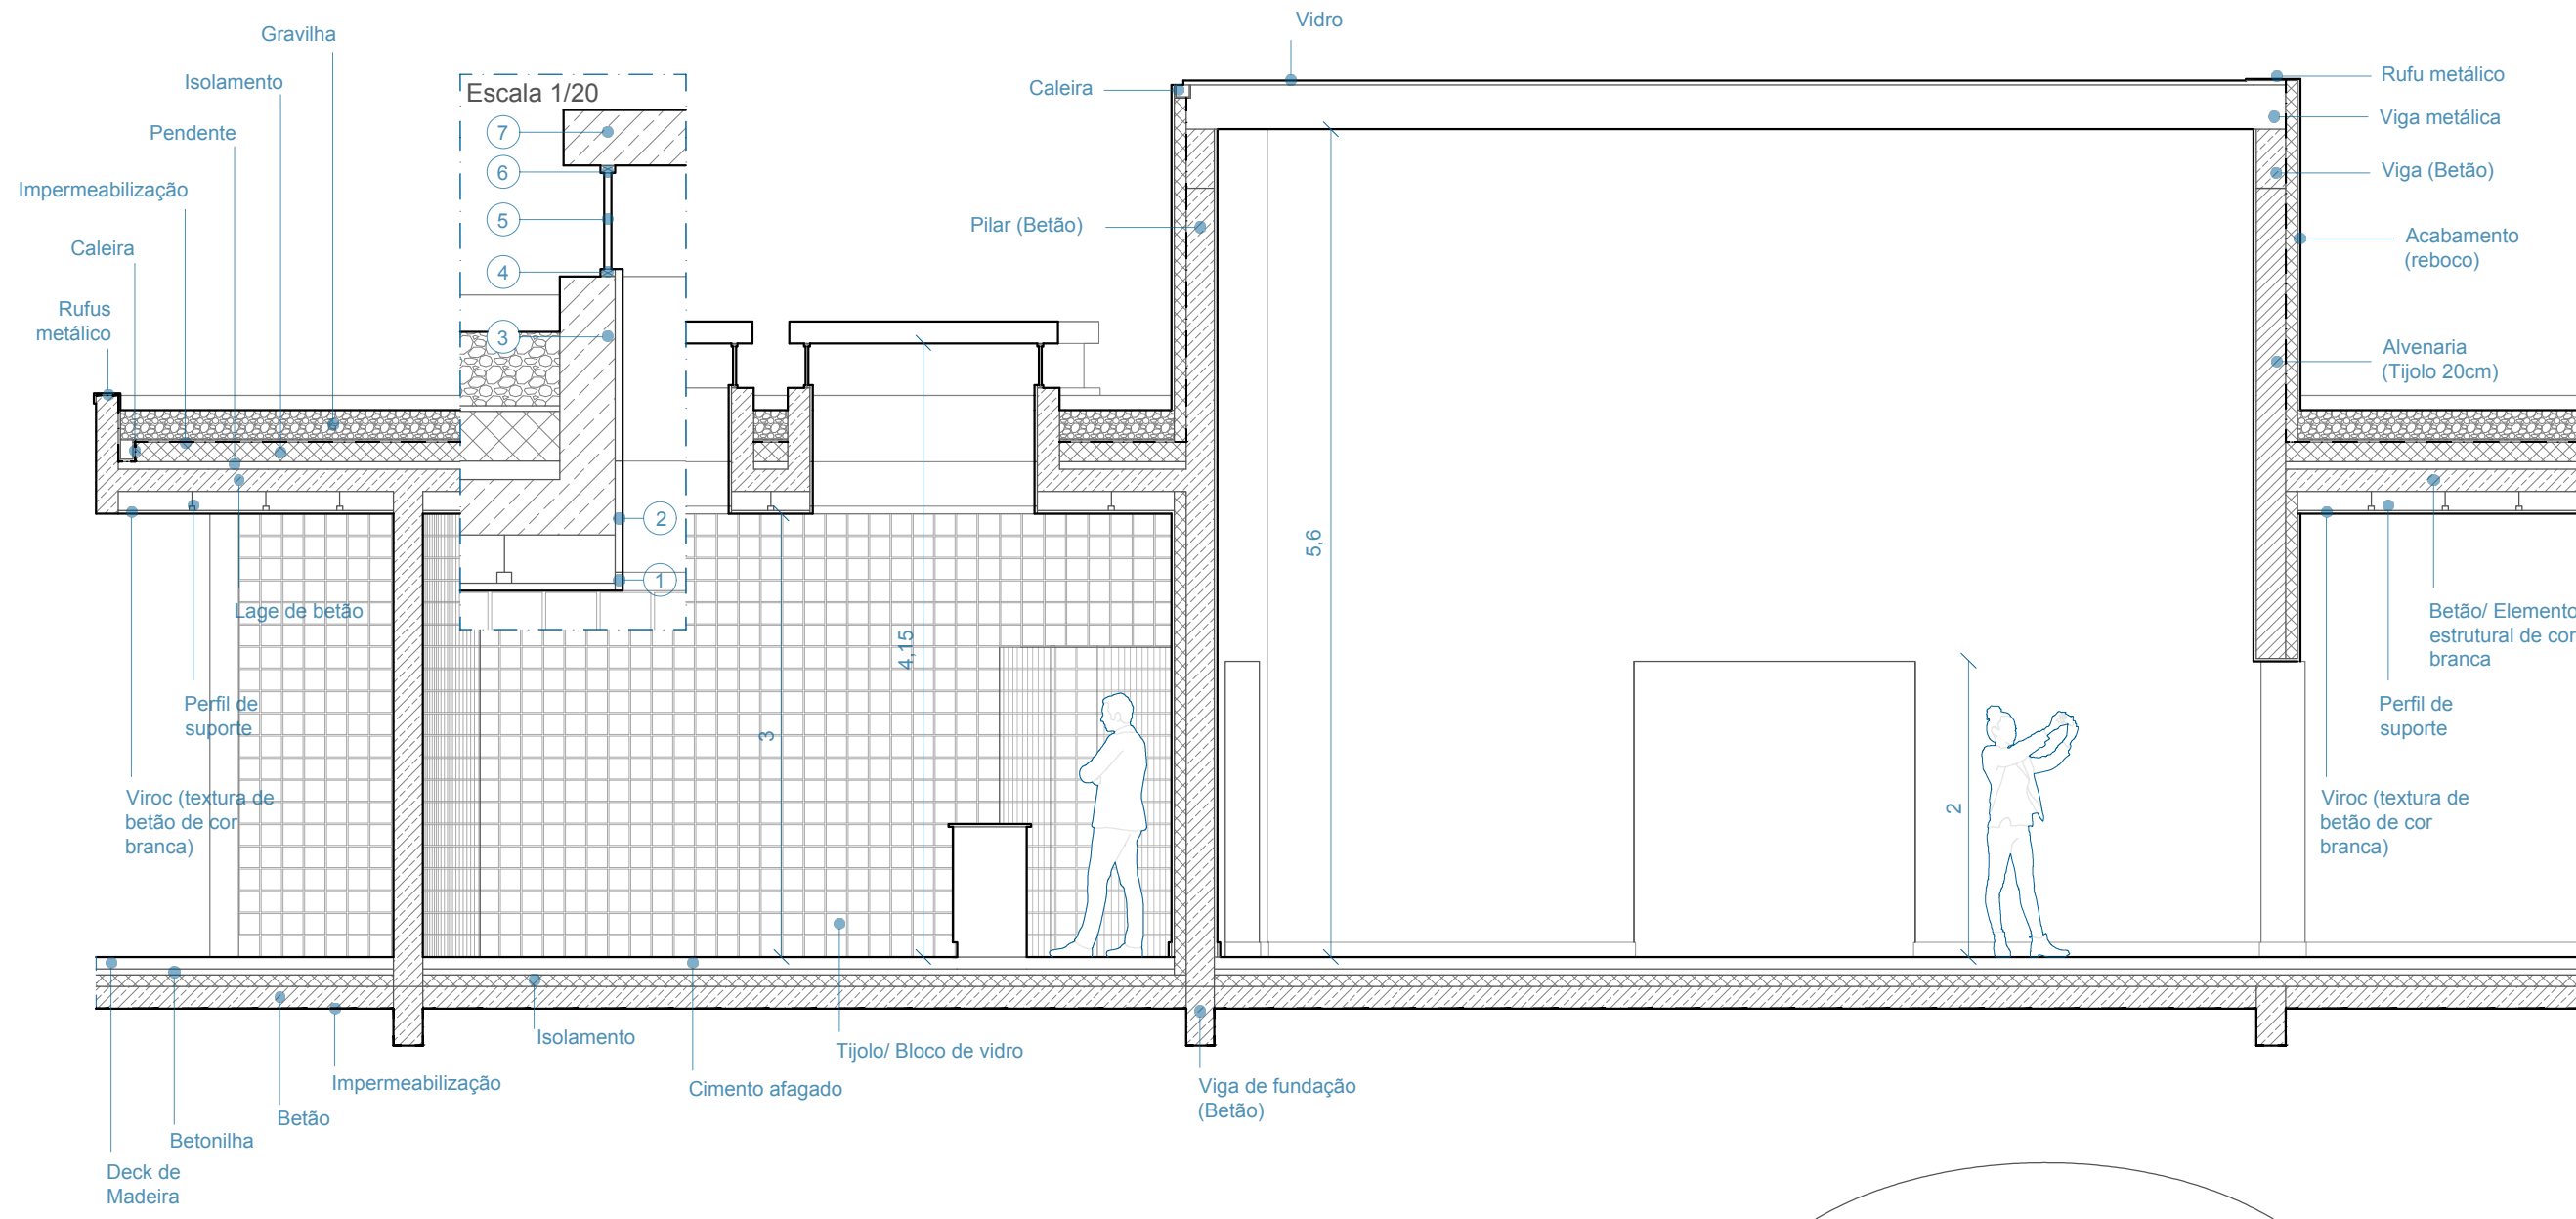 Vidro
Gravilha
Isolamento
Escala 1/20
Caleira
Rufu metálico
Viga metálica
Pendente
7
6
Viga (Betão)
Impermeabilização
5
Pilar (Betão)
Caleira
4
Acabamento
(reboco)
Rufus
metálico
3
Alvenaria
(Tijolo 20cm)
2
1
5,6
Lage de betão
4,15
Betão/ Elemento
estrutural de cor
branca
Perfil de
suporte
3
Perfil de
suporte
2
Viroc (textura de
betão de cor
branca)
Viroc (textura de
betão de cor
branca)
Isolamento
Tijolo/ Bloco de vidro
Impermeabilização
Cimento afagado
Viga de fundação
(Betão)
Betão
Betonilha
Deck de
Madeira